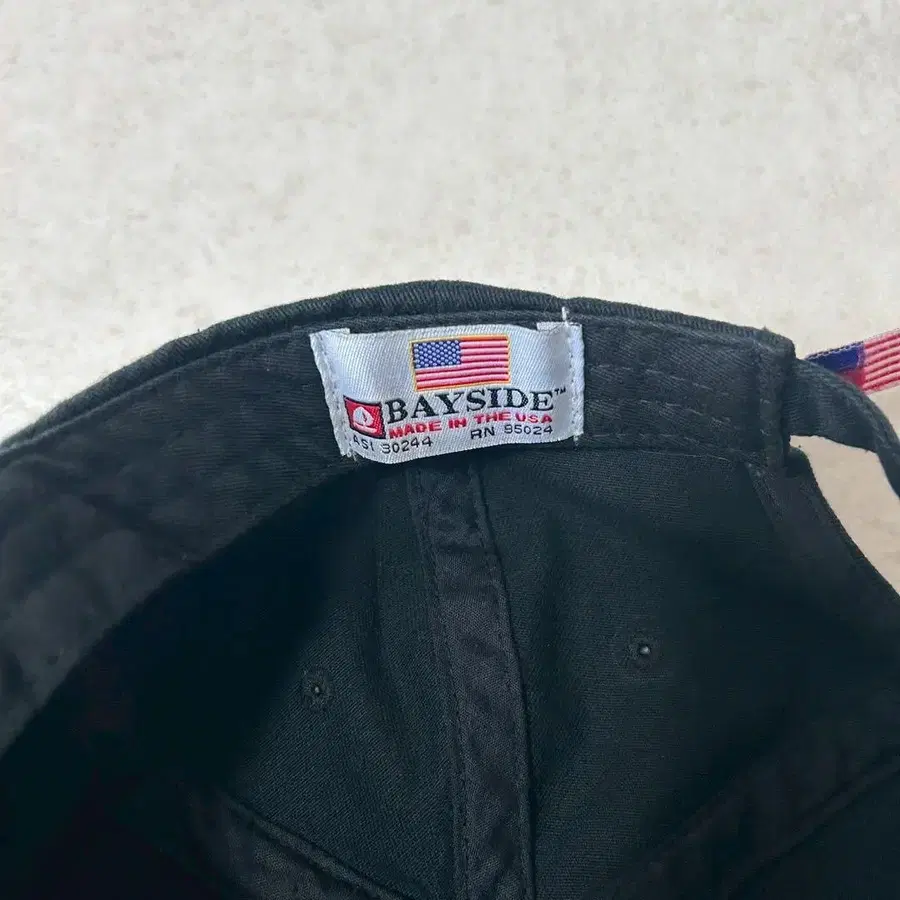 BAYSIDE™
MADE IN THE USA
ASI 30244 RN 85024